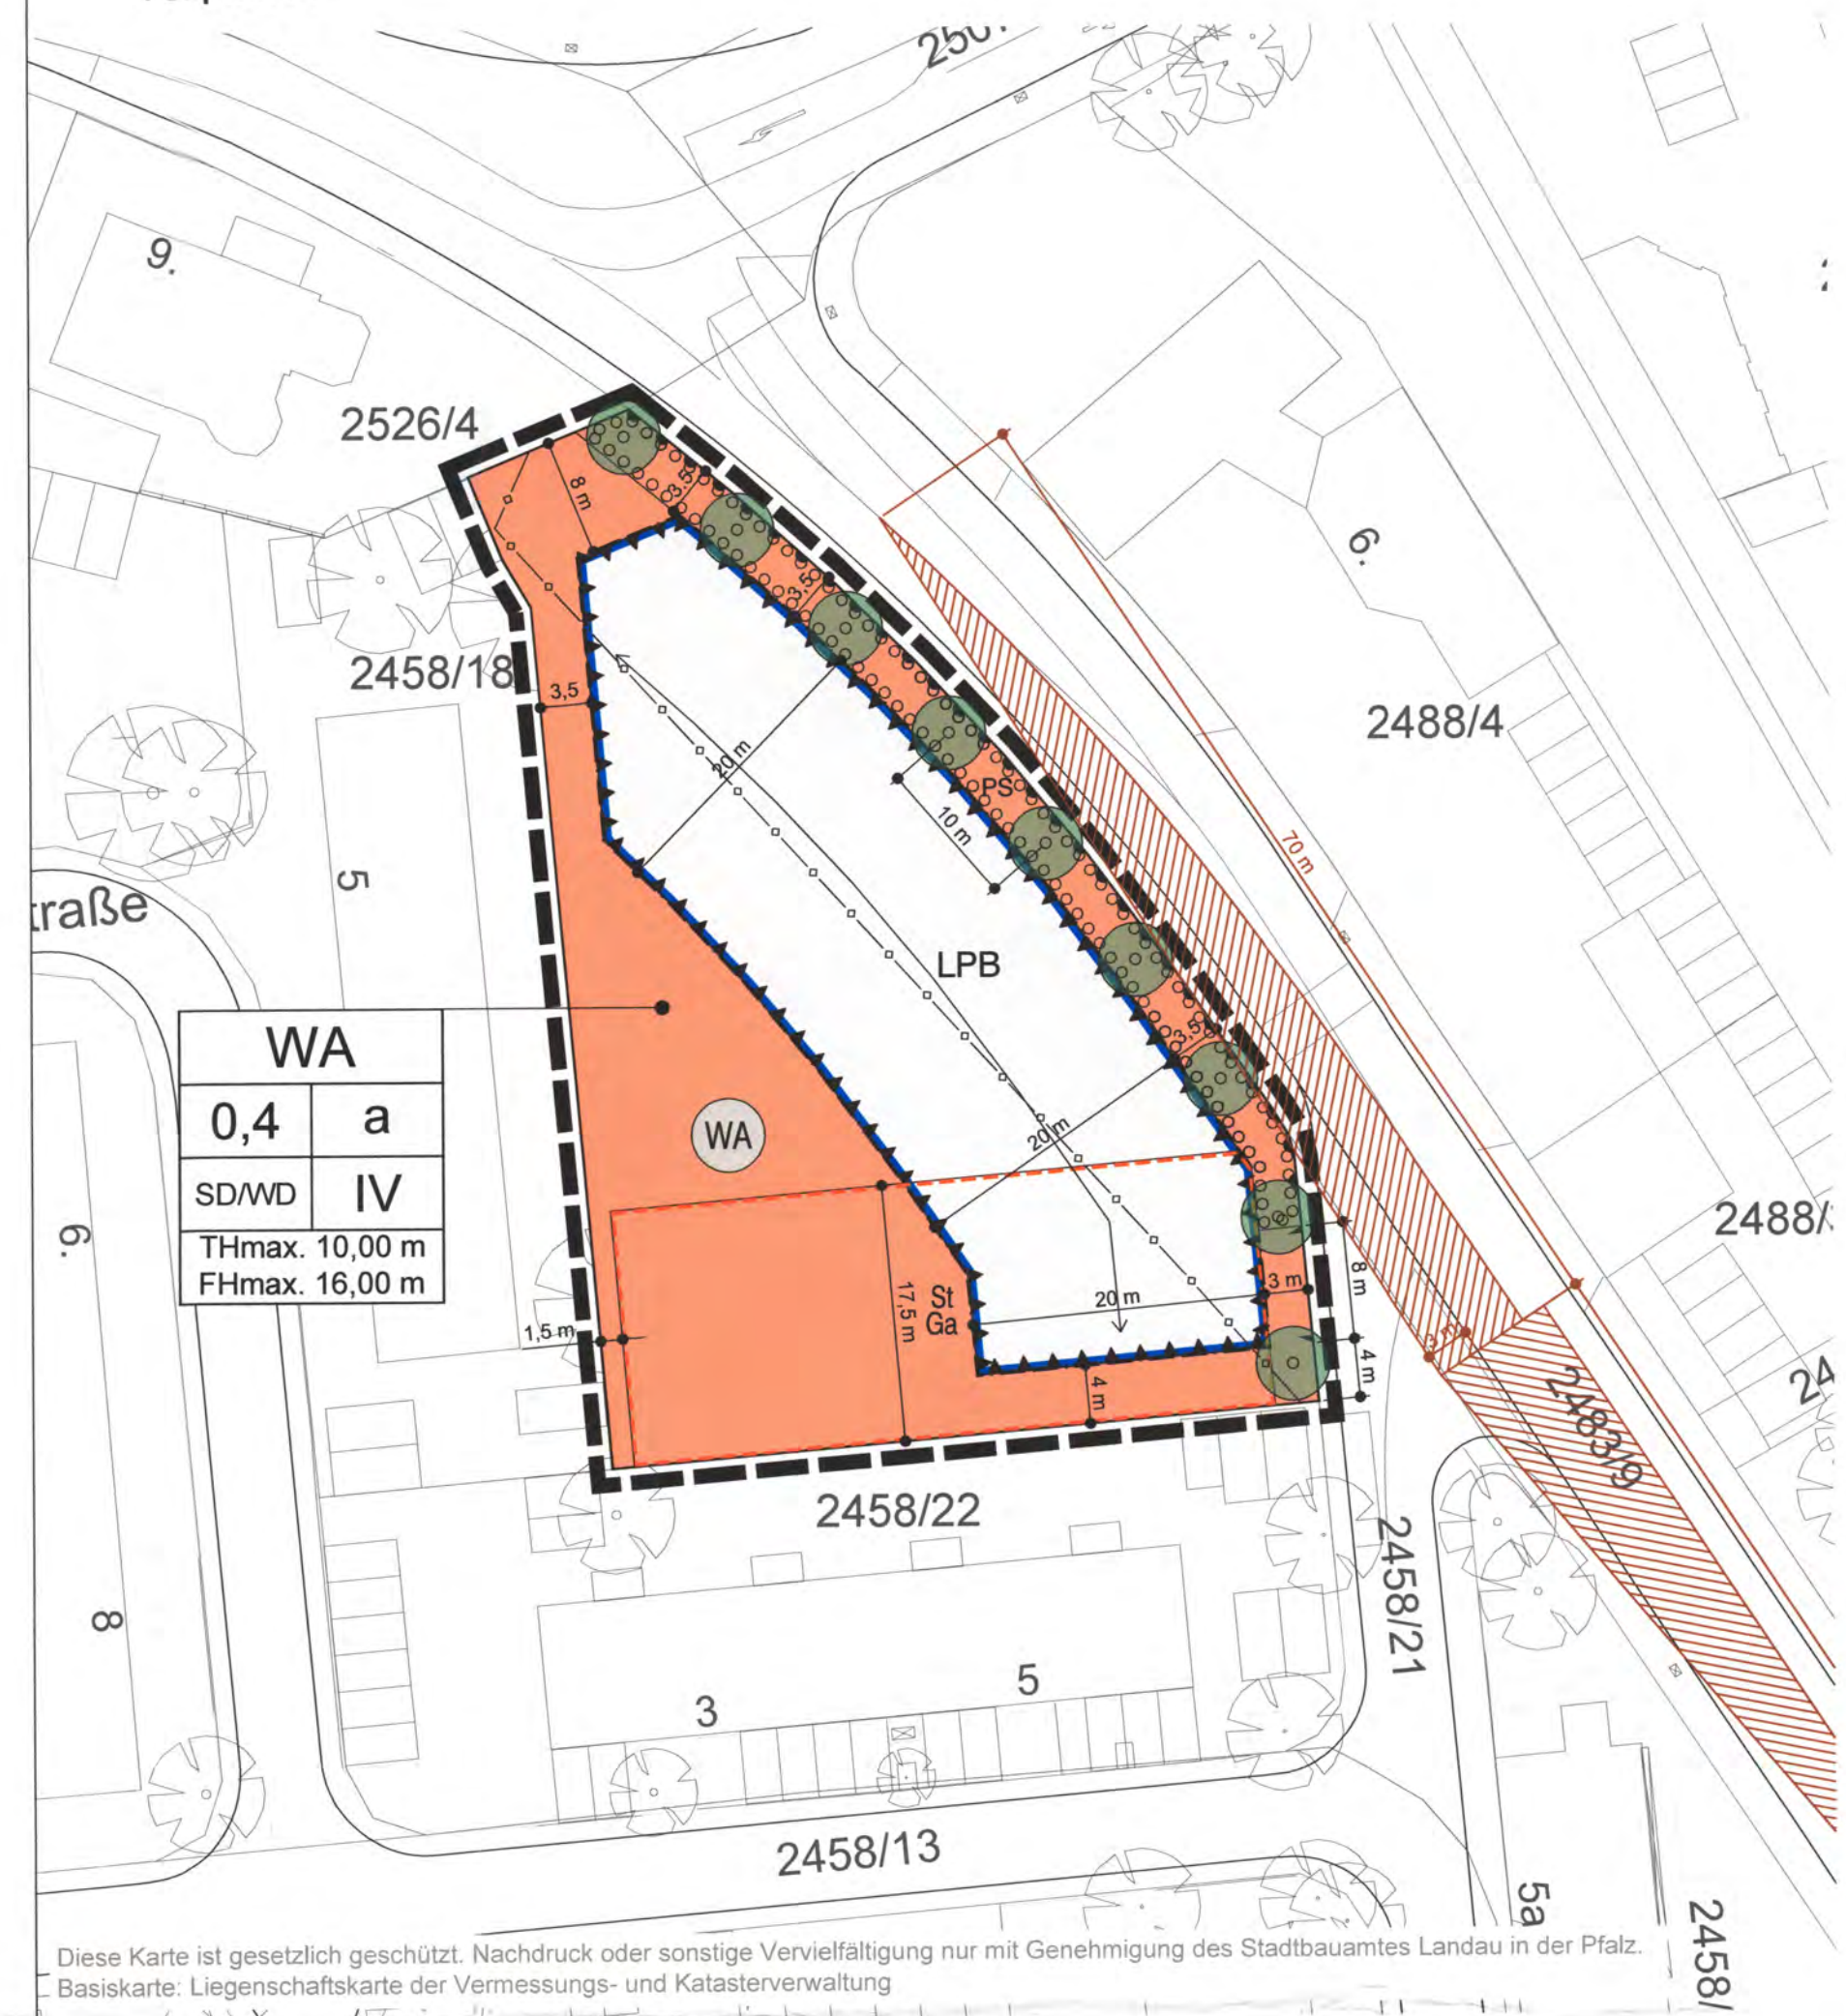 9.
2526/4
8 m
3.5
3,5
6.
2458/18
3,5
2488/4
20 m
PS
10 m
70 m
5
traße
LPB
WA
0,4
a
SD/WD
IV
THmax. 10,00 m
FHmax. 16,00 m
3,5
WA
20 m
6.
2488/
17,5 m
St
Ga
20 m
3 m
8 m
1,5 m
3 m
4 m
4 m
24
2483/9
2458/22
2458/21
8
3
5
2458/13
5a
2458/
Diese Karte ist gesetzlich geschützt. Nachdruck oder sonstige Vervielfältigung nur mit Genehmigung des Stadtbauamtes Landau in der Pfalz.
Basiskarte: Liegenschaftskarte der Vermessungs- und Katasterverwaltung